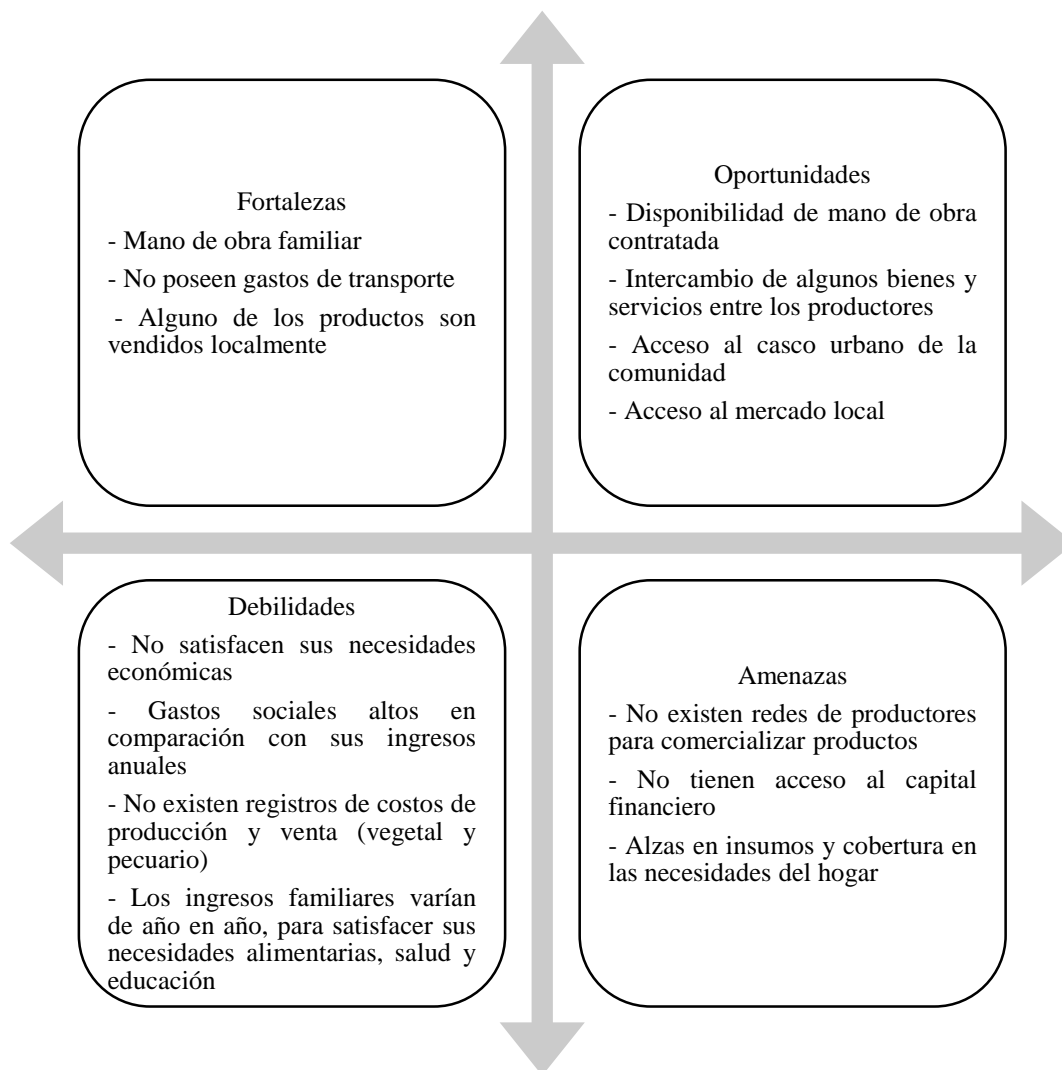 Fortalezas
- Mano de obra familiar
- No poseen gastos de transporte
- Alguno de los productos son
vendidos localmente
Oportunidades
- Disponibilidad de mano de obra
contratada
- Intercambio de algunos bienes y
servicios entre los productores
- Acceso al casco urbano de la
comunidad
- Acceso al mercado local
Debilidades
- No satisfacen sus necesidades
económicas
- Gastos sociales altos en
comparación con sus ingresos
anuales
- No existen registros de costos de
producción y venta (vegetal y
pecuario)
- Los ingresos familiares varían
de año en año, para satisfacer sus
necesidades alimentarias, salud y
educación
Amenazas
- No existen redes de productores
para comercializar productos
- No tienen acceso al capital
financiero
- Alzas en insumos y cobertura en
las necesidades del hogar